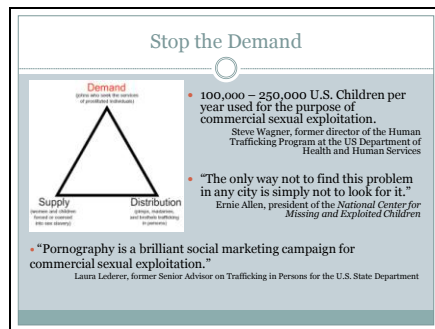 Stop the Demand
Demand
(johns who seek the services
of prostituted individuals)
Supply
(women and children
forced or coerced
into sex slavery)
Distribution
(pimps, madames,
and brothels trafficking
in persons)
• 100,000 – 250,000 U.S. Children per
year used for the purpose of
commercial sexual exploitation.
Steve Wagner, former director of the Human
Trafficking Program at the US Department of
Health and Human Services
• “The only way not to find this problem
in any city is simply not to look for it.”
Ernie Allen, president of the National Center for
Missing and Exploited Children
• “Pornography is a brilliant social marketing campaign for
commercial sexual exploitation.”
Laura Lederer, former Senior Advisor on Trafficking in Persons for the U.S. State Department